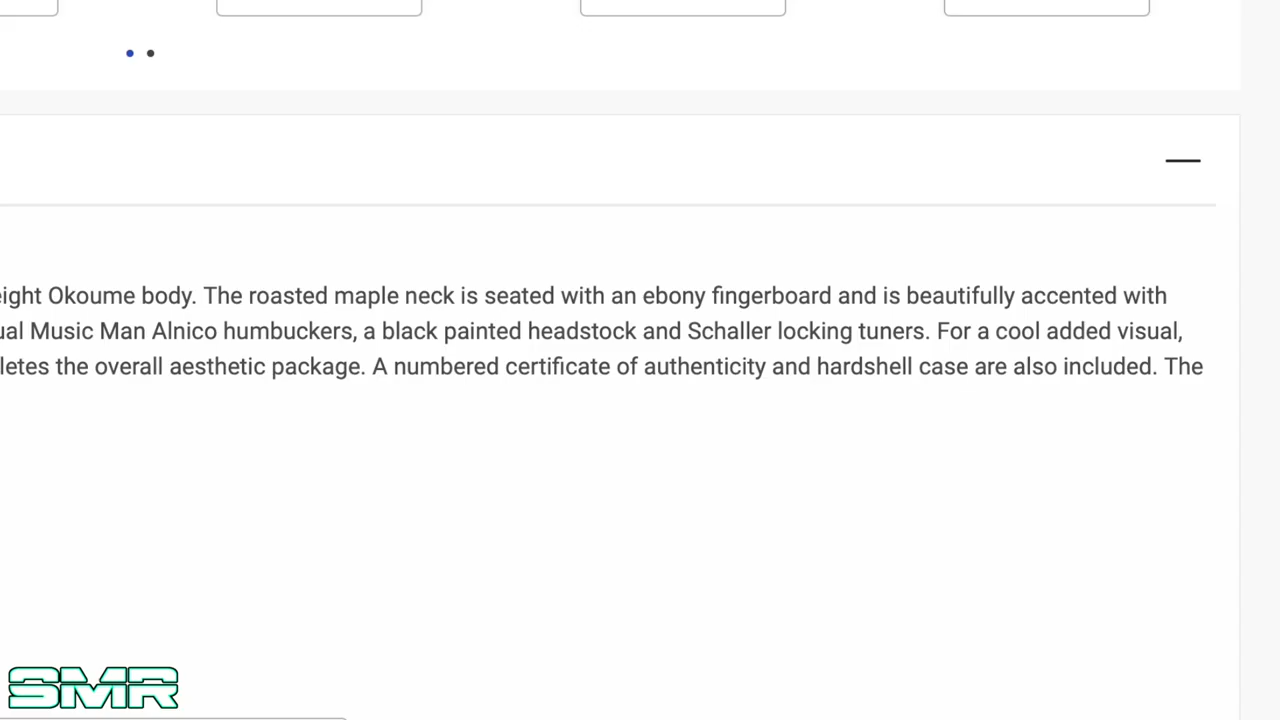 eight Okoume body. The roasted maple neck is seated with an ebony fingerboard and is beautifully accented with
ual Music Man Alnico humbuckers, a black painted headstock and Schaller locking tuners. For a cool added visual,
letes the overall aesthetic package. A numbered certificate of authenticity and hardshell case are also included. The
SMR